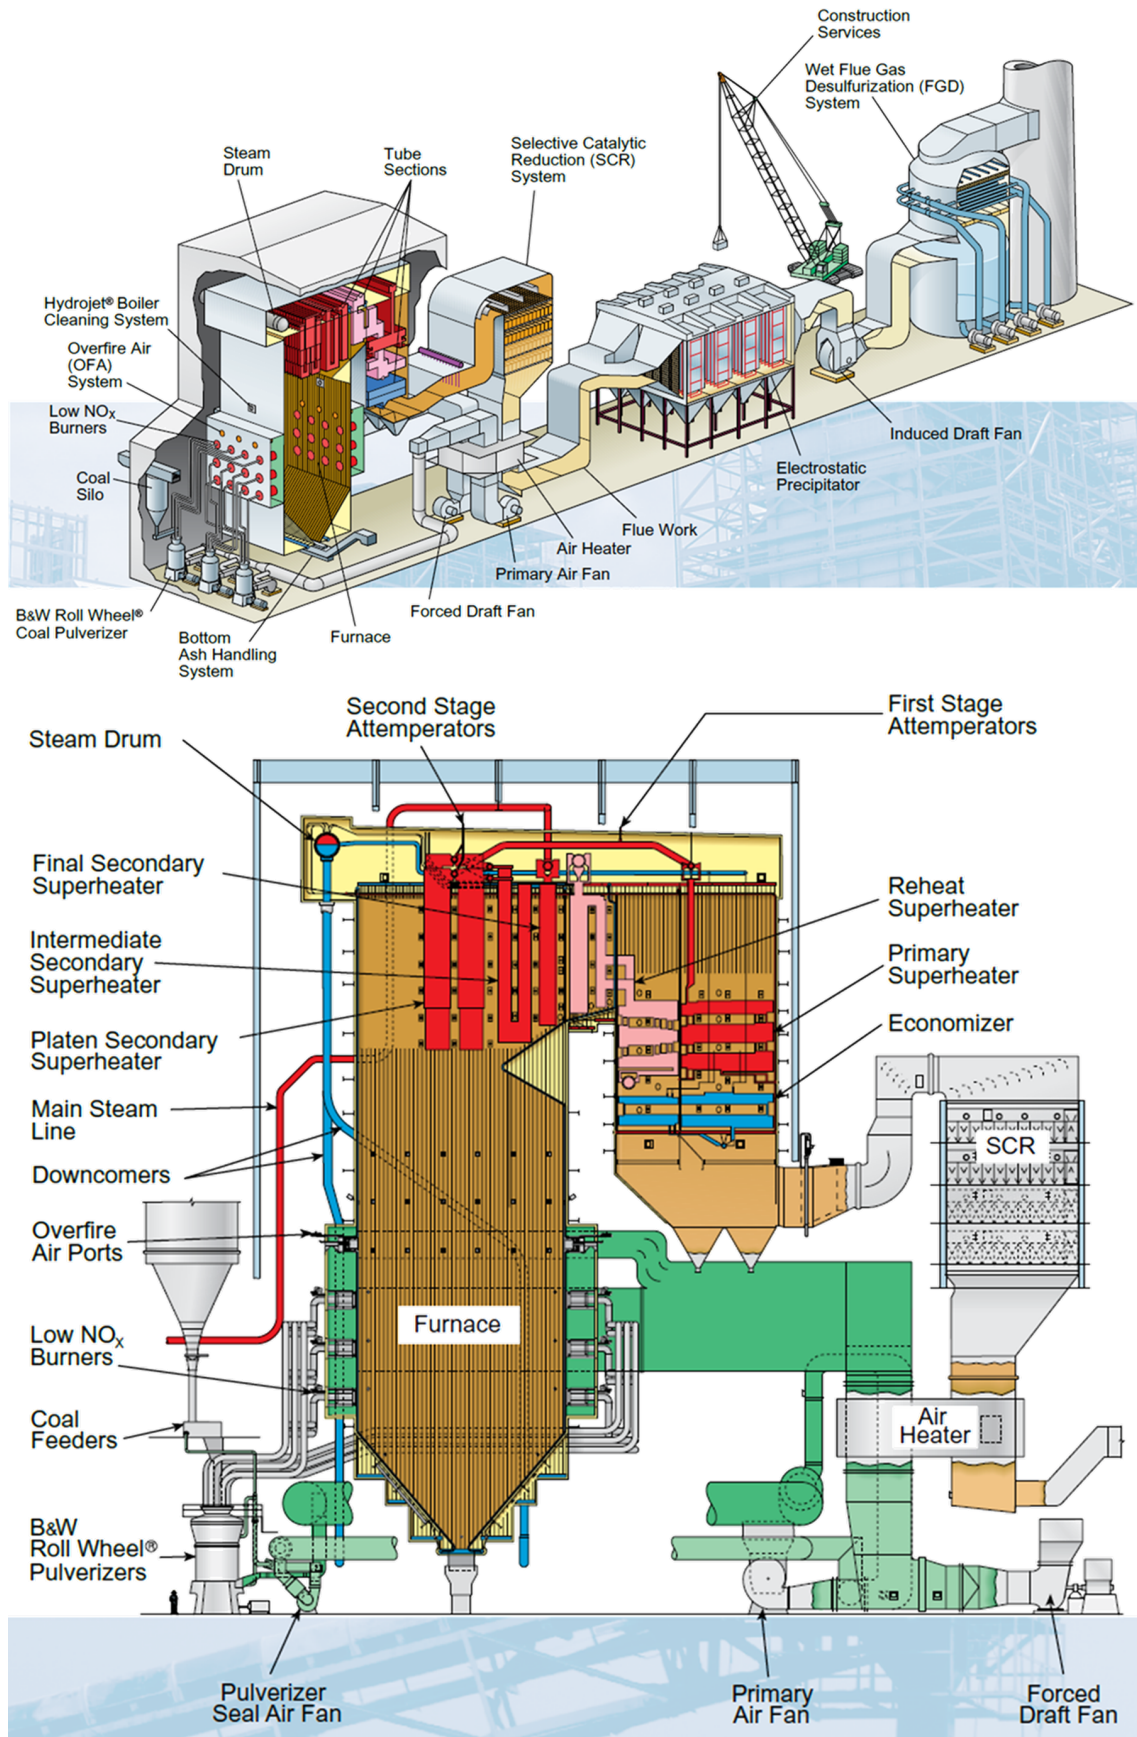 Construction
Services
Wet Flue Gas
Desulfurization (FGD)
System
Selective Catalytic
Reduction (SCR)
System
Steam
Drum
Tube
Sections
Hydrojet® Boiler
Cleaning System
Overfire Air
(OFA)
System
Low NOX
Burners
Coal
Silo
B&W Roll Wheel®
Coal Pulverizer
Bottom
Ash Handling
System
Furnace
Forced Draft Fan
Primary Air Fan
Air Heater
Flue Work
Electrostatic
Precipitator
Induced Draft Fan
Second Stage
Attemperators
First Stage
Attemperators
Steam Drum
Final Secondary
Superheater
Intermediate
Secondary
Superheater
Platen Secondary
Superheater
Main Steam
Line
Downcomers
Overfire
Air Ports
Low NOX
Burners
Coal
Feeders
B&W
Roll Wheel®
Pulverizers
Reheat
Superheater
Primary
Superheater
Economizer
SCR
Furnace
Air
Heater
Pulverizer
Seal Air Fan
Primary
Air Fan
Forced
Draft Fan